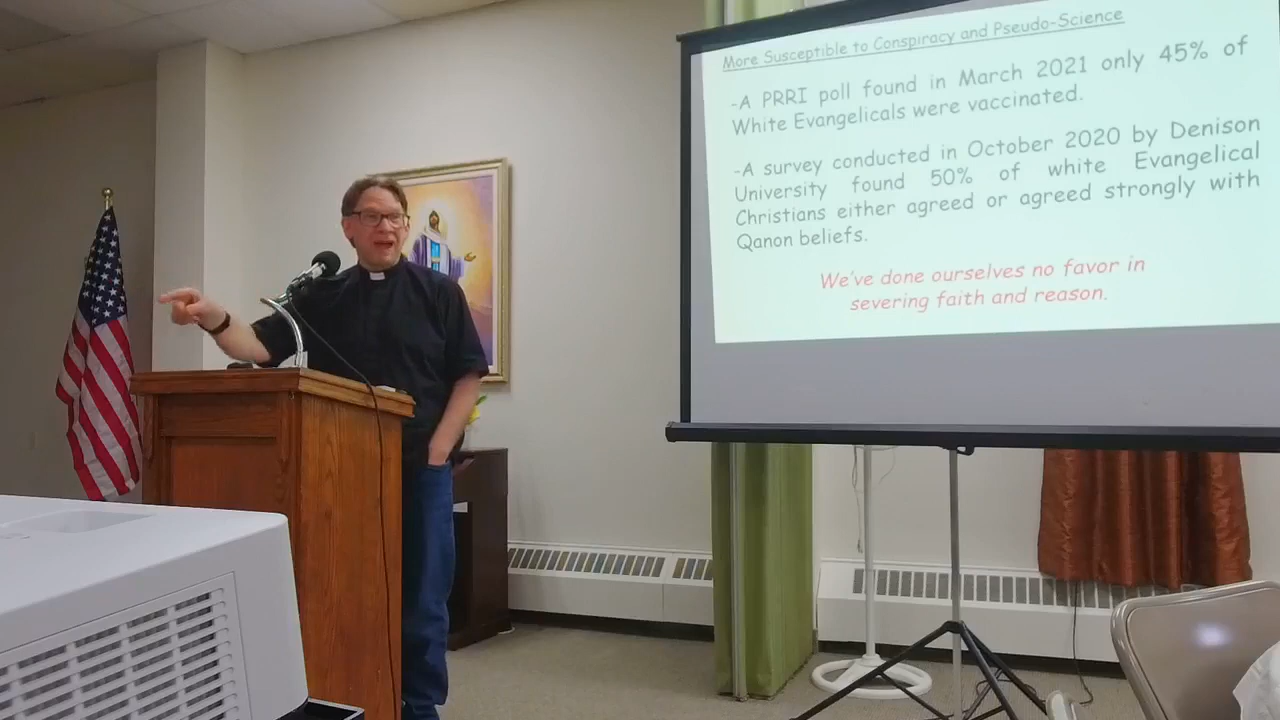 More Susceptible to Conspiracy and Pseudo-Science
-A PRRI poll found in March 2021 only 45% of
White Evangelicals were vaccinated.
-A survey conducted in October 2020 by Denison
University found 50% of white Evangelical
Christians either agreed or agreed strongly with
Qanon beliefs.
We've done ourselves no favor in
severing faith and reason.